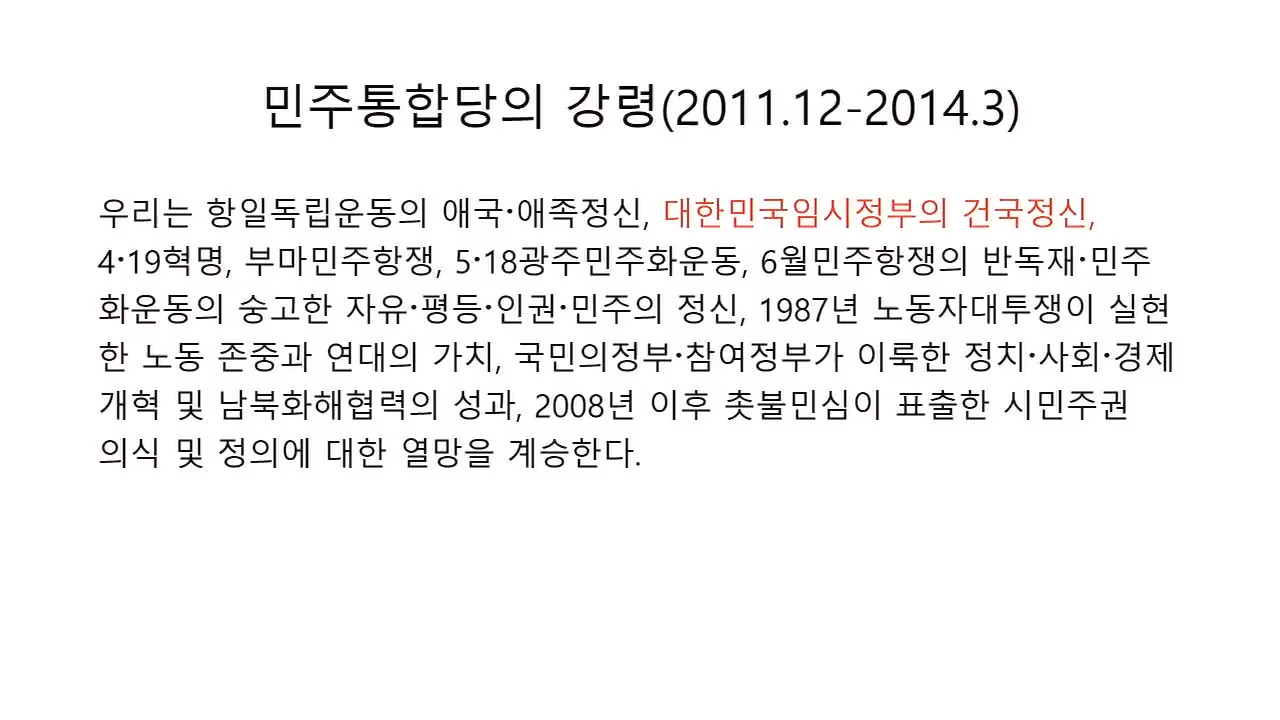 민주통합당의 강령(2011.12-2014.3)
우리는 항일독립운동의 애국·애족정신, 대한민국임시정부의 건국정신,
4·19혁명, 부마민주항쟁, 5·18광주민주화운동, 6월민주항쟁의 반독재·민주
화운동의 숭고한 자유·평등·인권·민주의 정신, 1987년 노동자대투쟁이 실현
한 노동 존중과 연대의 가치, 국민의정부·참여정부가 이룩한 정치·사회·경제
개혁 및 남북화해협력의 성과, 2008년 이후 촛불민심이 표출한 시민주권
의식 및 정의에 대한 열망을 계승한다.